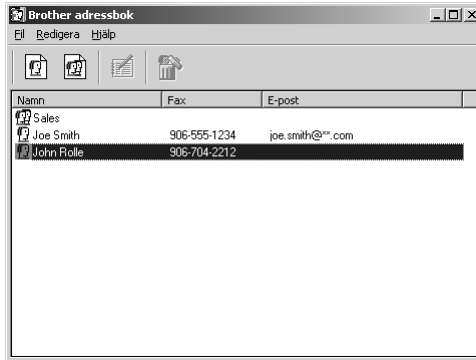 Brother adressbok
Fil Redigera Hjälp
Namn Fax E-post
Sales
Joe Smith 906-555-1234 joe.smith@**.com
John Rolle 906-704-2212